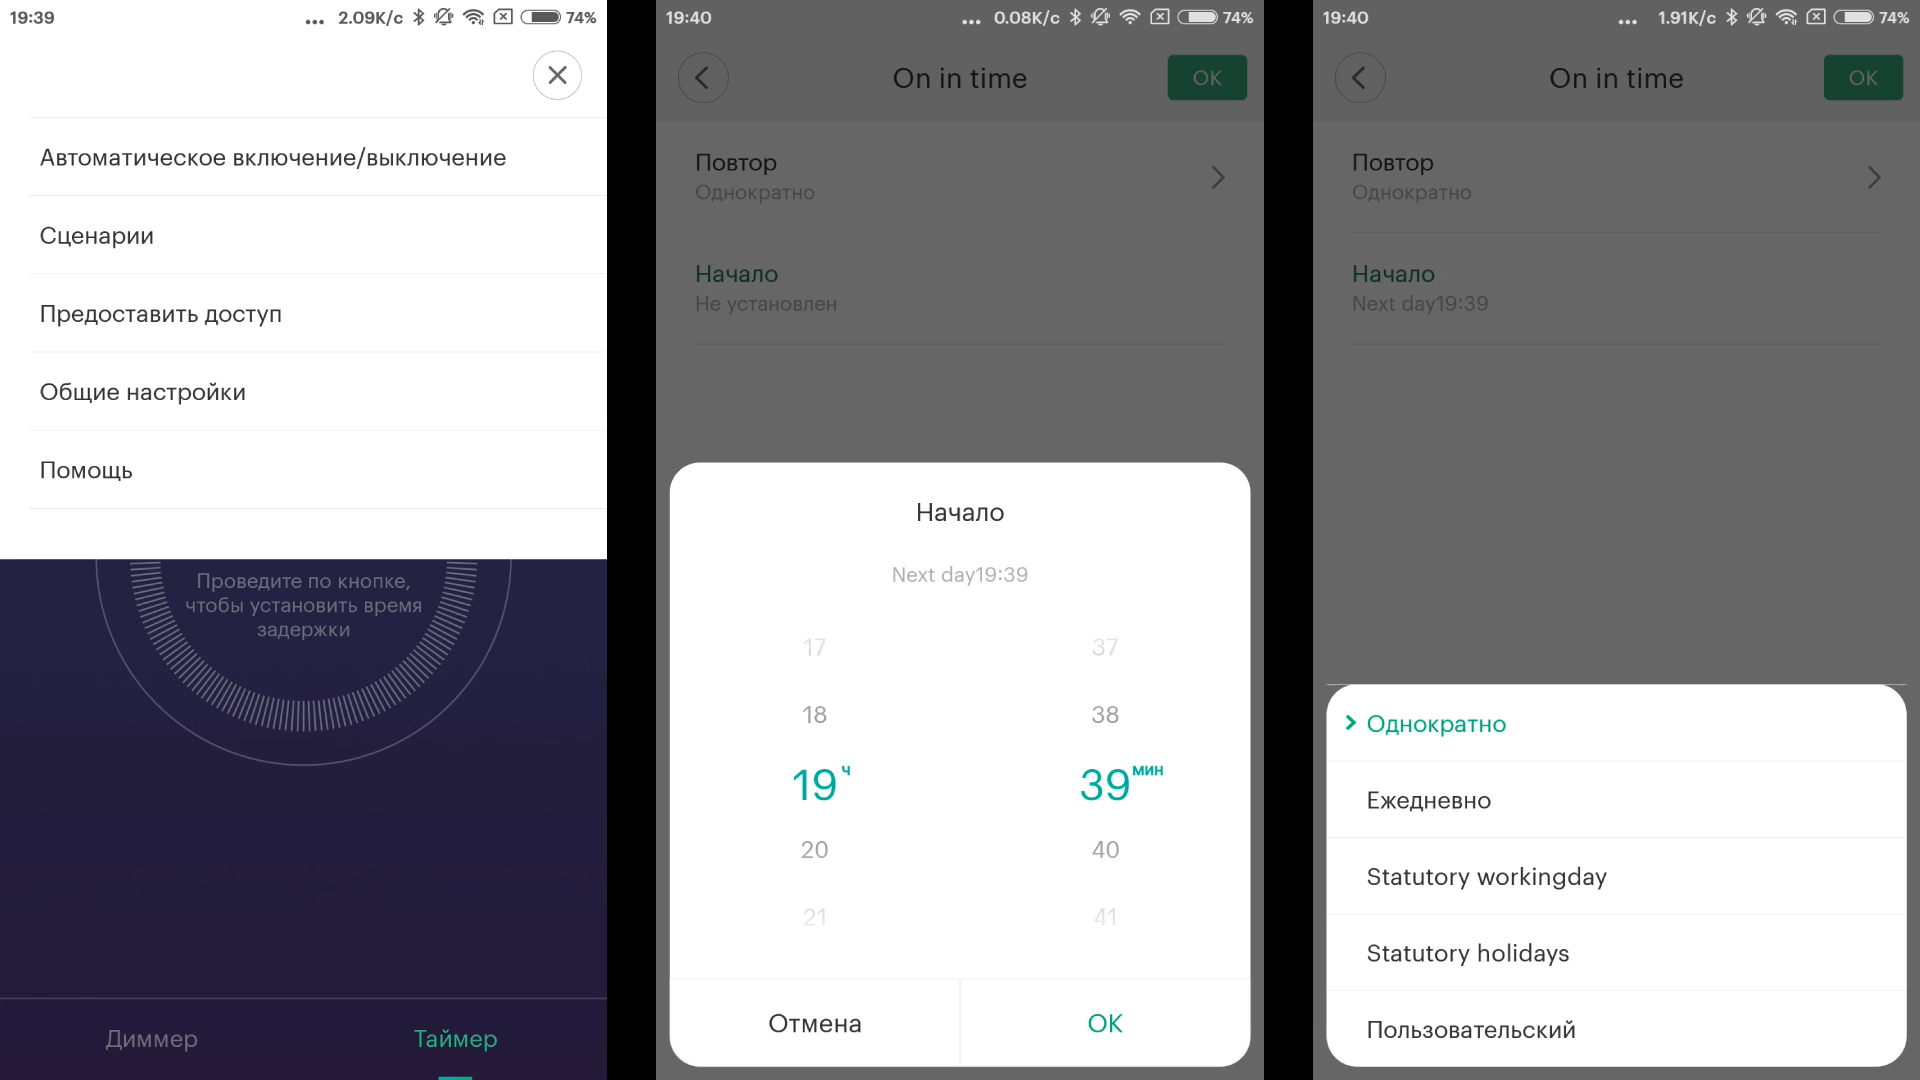 19:39
... 2.09K/c 74%
Автоматическое включение/выключение
Сценарии
Предоставить доступ
Общие настройки
Помощь
Проведите по кнопке,
чтобы установить время
задержки
Диммер Таймер
19:40
... 0.08K/c 74%
On in time
OK
Повтор
Однократно
Начало
Не установлен
Начало
Next day19:39
17 37
18 38
19 ч 39 мин
20 40
21 41
Отмена OK
19:40
... 1.91K/c 74%
On in time
OK
Повтор
Однократно
Начало
Next day19:39
Однократно
Ежедневно
Statutory workingday
Statutory holidays
Пользовательский